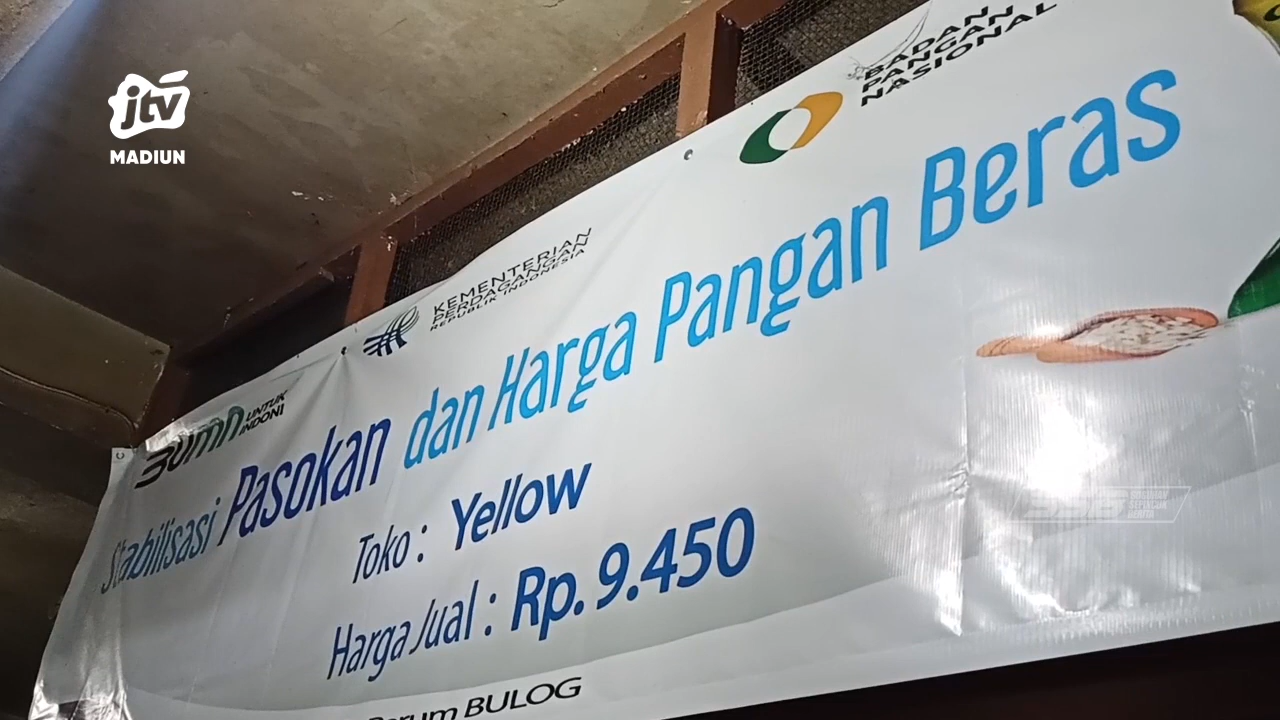 jtv
MADIUN
BADAN
PANGAN
NASIONAL
KEMENTERIAN
PERDAGANGAN
REPUBLIK INDONESIA
BUMN
UNTUK
INDONI
Stabilisasi Pasokan dan Harga Pangan Beras
Toko : Yellow
Harga Jual : Rp. 9.450
Perum BULOG